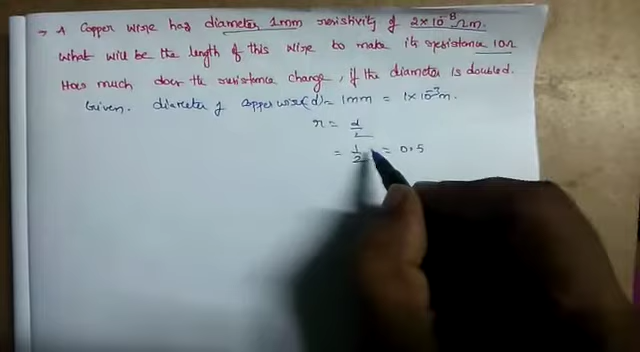 → A Copper wire has diameter 1mm resistivity of 2×10⁻⁸Ωm.
What will be the length of this wire to make its resistance 10Ω
How much does the resistance change, if the diameter is doubled.
Given. diameter of Copper wire(d) = 1mm = 1×10⁻³m.
r = d/2
= 1/2 = 0.5